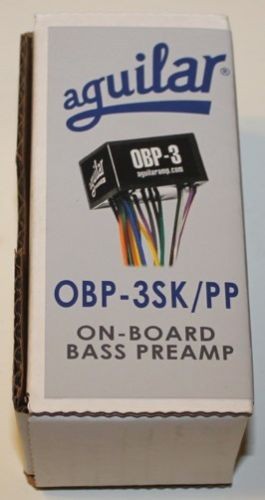 aguilar®
OBP-3
aguilaramp.com
OBP-3SK/PP
ON-BOARD
BASS PREAMP